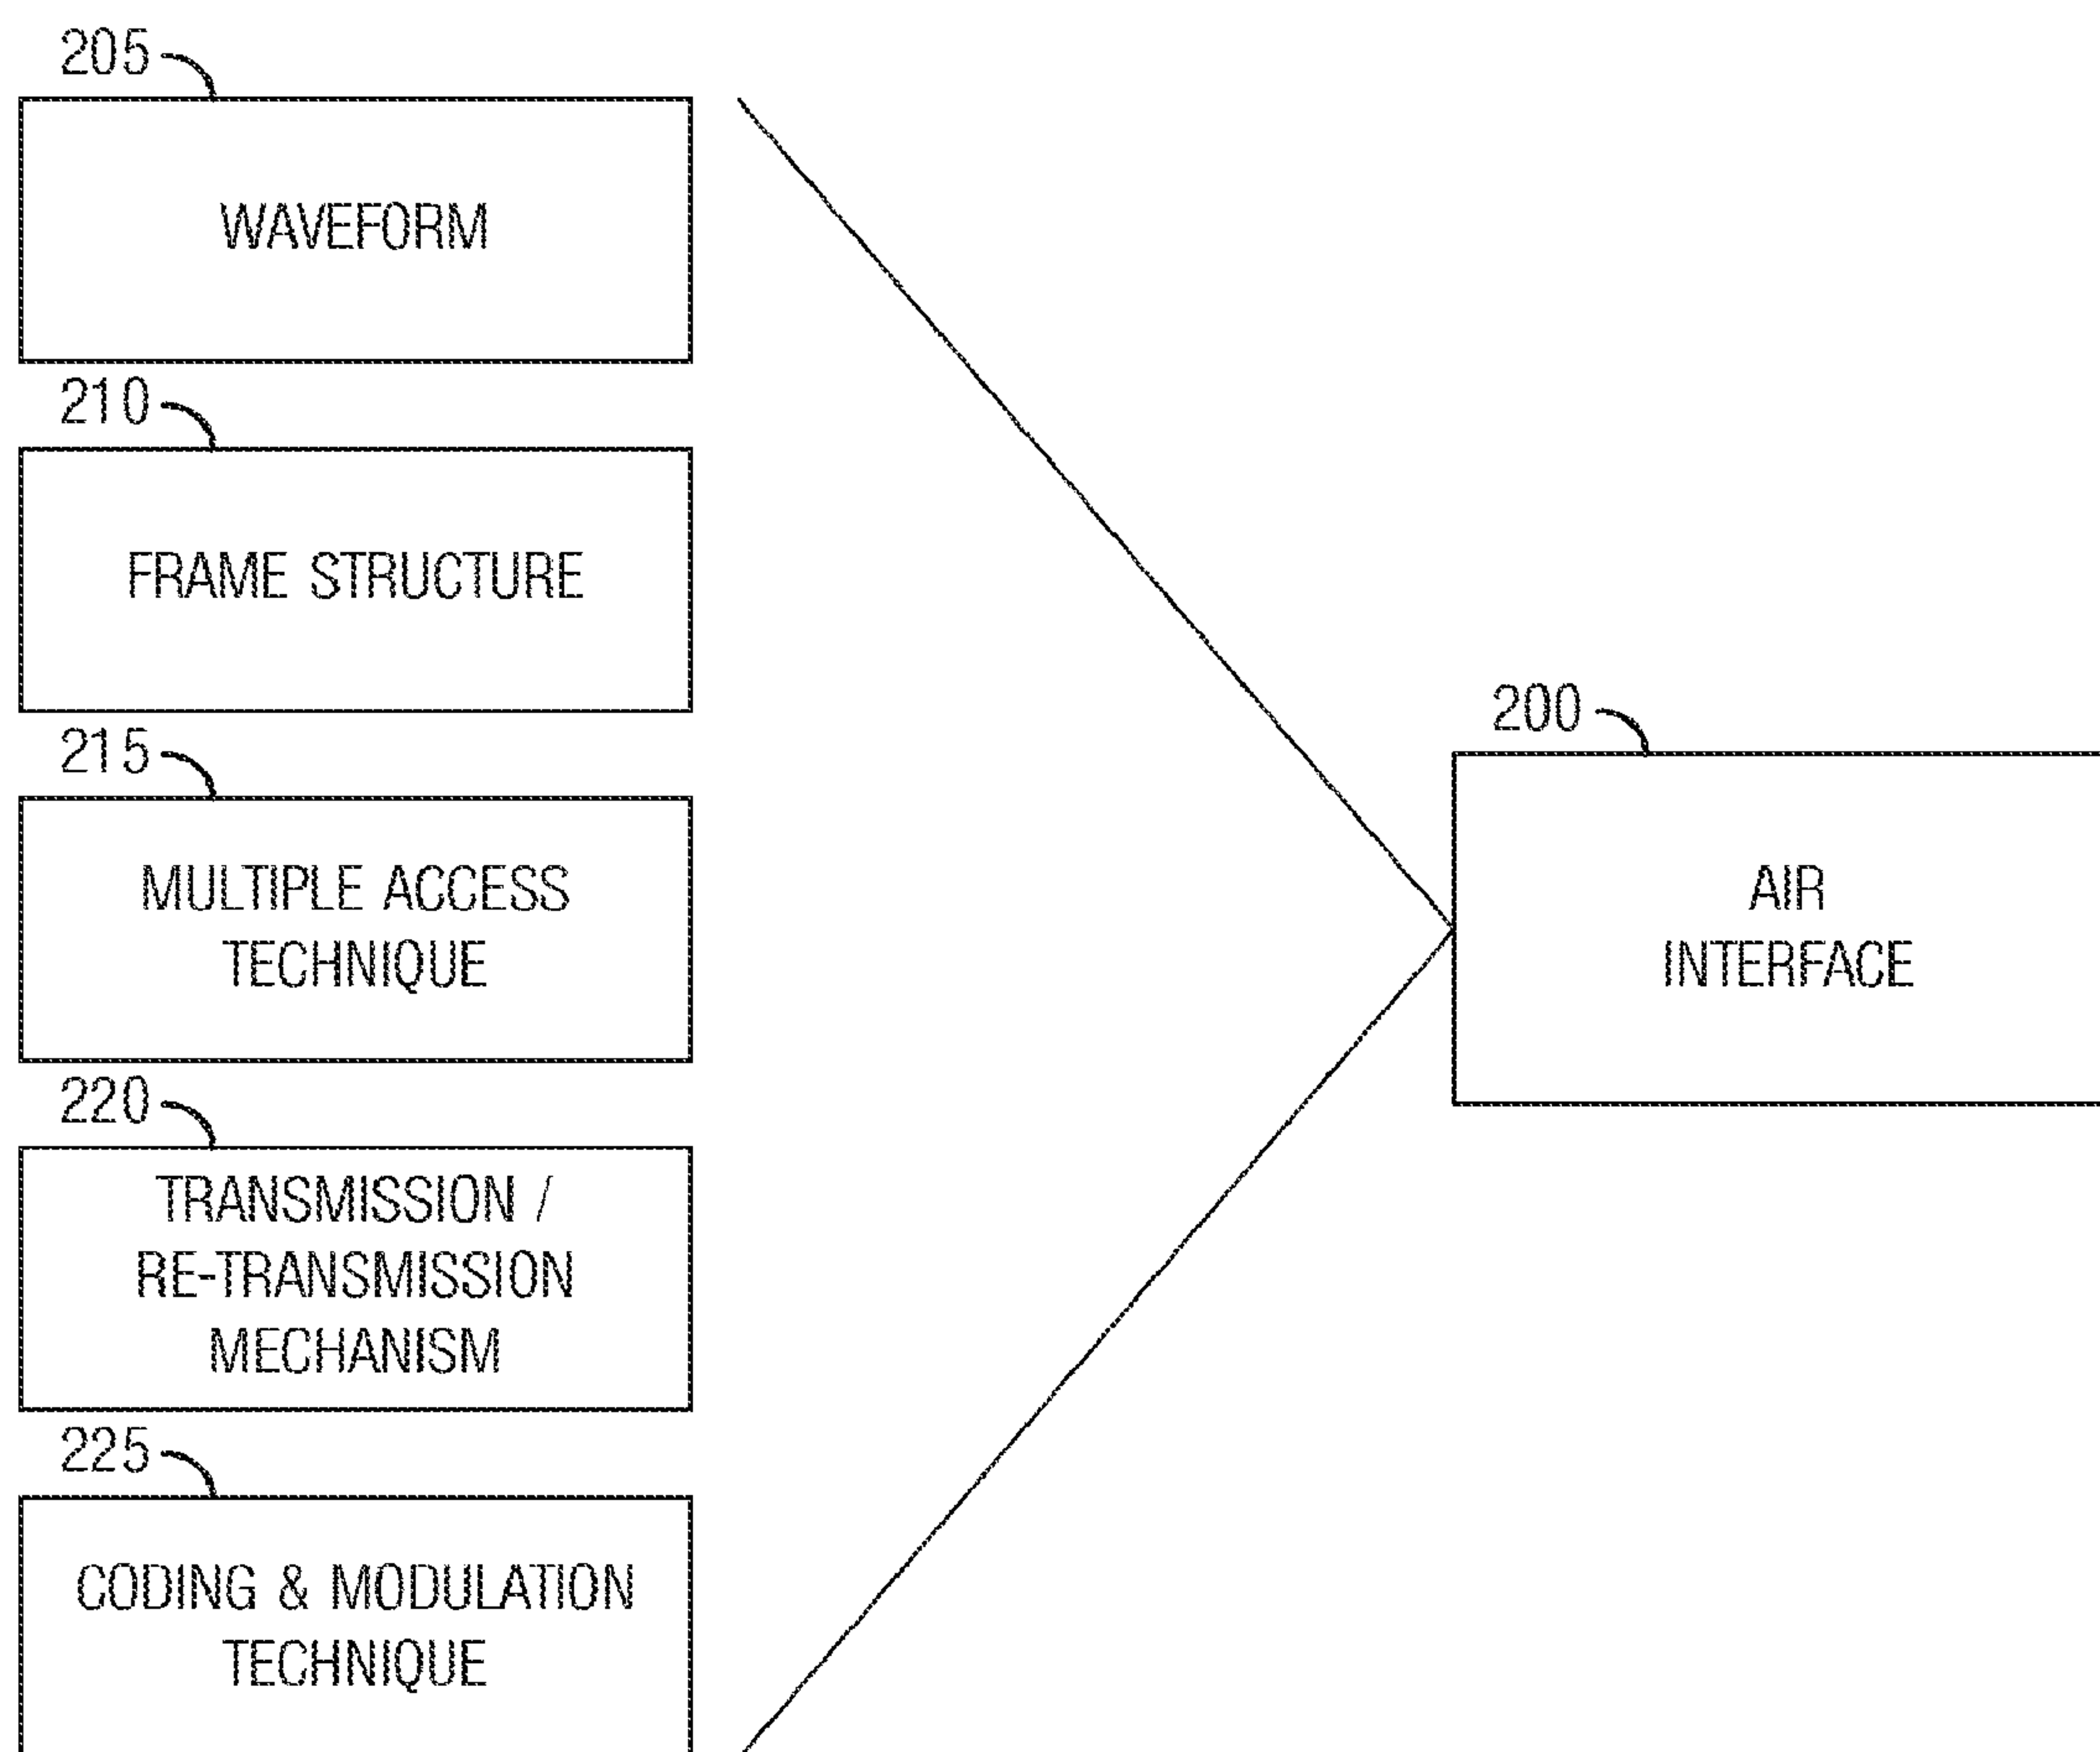 205
WAVEFORM
210
FRAME STRUCTURE
215
MULTIPLE ACCESS
TECHNIQUE
220
TRANSMISSION /
RE-TRANSMISSION
MECHANISM
225
CODING & MODULATION
TECHNIQUE
200
AIR
INTERFACE